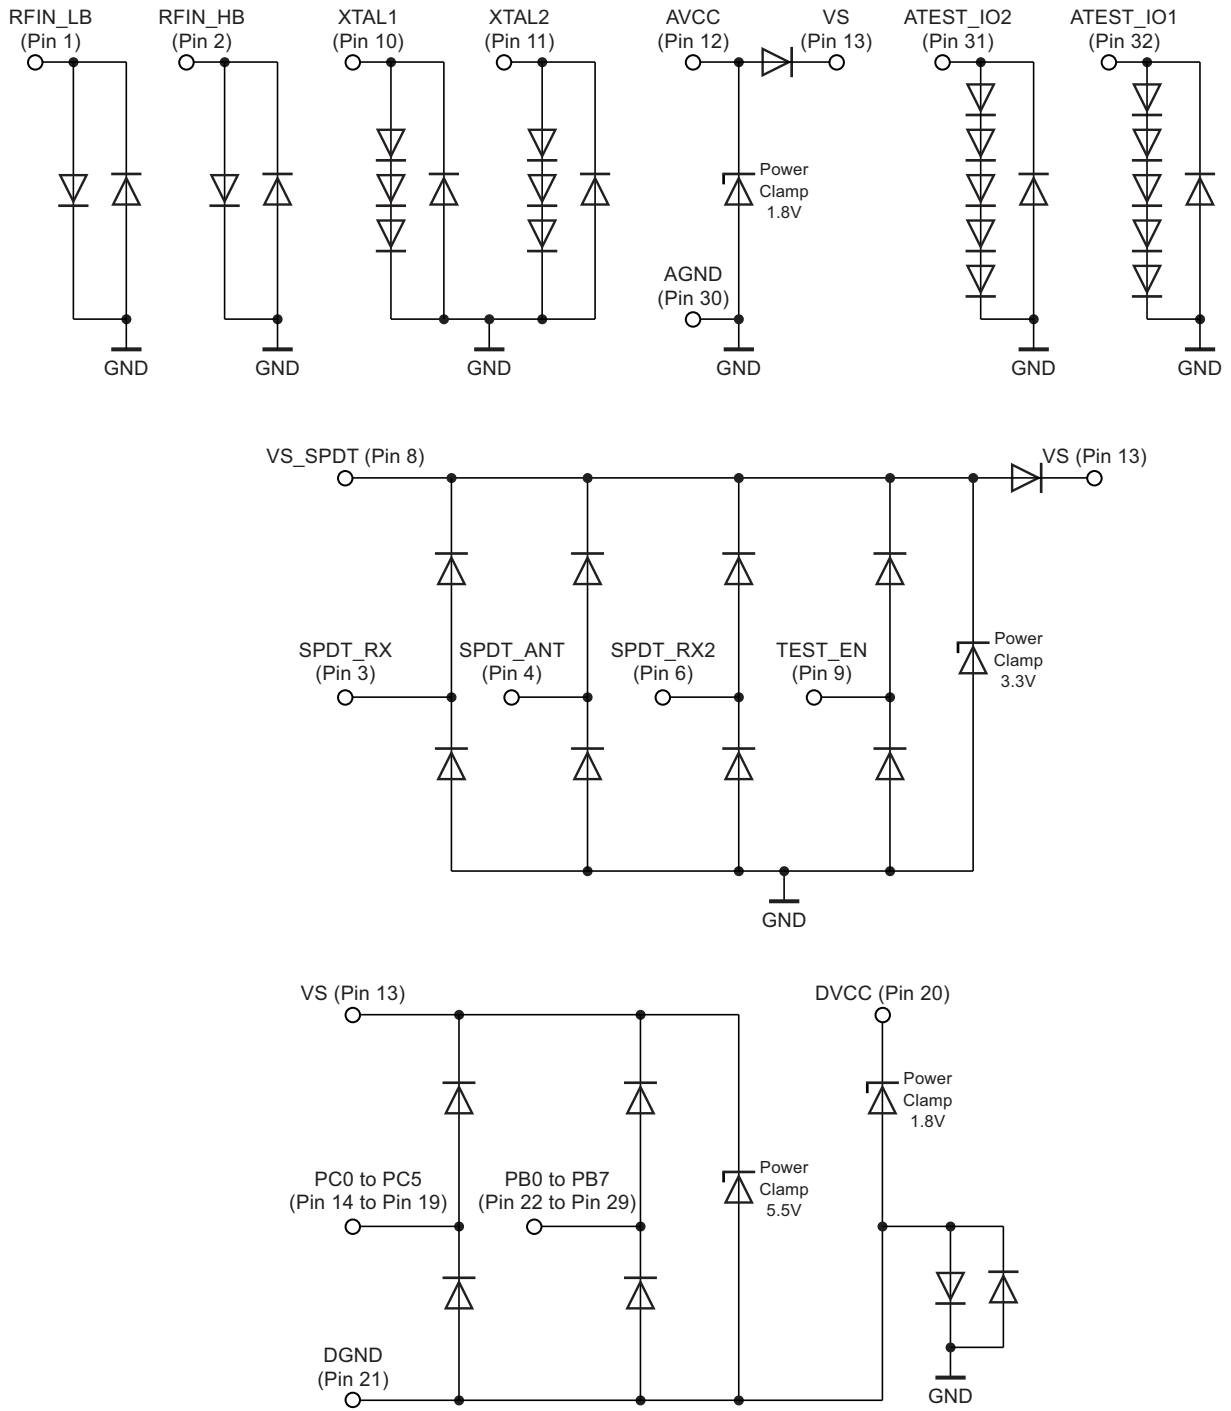 RFIN_LB
(Pin 1)
RFIN_HB
(Pin 2)
XTAL1
(Pin 10)
XTAL2
(Pin 11)
AVCC
(Pin 12)
VS
(Pin 13)
ATEST_IO2
(Pin 31)
ATEST_IO1
(Pin 32)
Power
Clamp
1.8V
AGND
(Pin 30)
GND
GND
GND
GND
GND
GND
VS_SPDT (Pin 8)
VS (Pin 13)
SPDT_RX
(Pin 3)
SPDT_ANT
(Pin 4)
SPDT_RX2
(Pin 6)
TEST_EN
(Pin 9)
Power
Clamp
3.3V
GND
VS (Pin 13)
DVCC (Pin 20)
Power
Clamp
1.8V
PC0 to PC5
(Pin 14 to Pin 19)
PB0 to PB7
(Pin 22 to Pin 29)
Power
Clamp
5.5V
DGND
(Pin 21)
GND